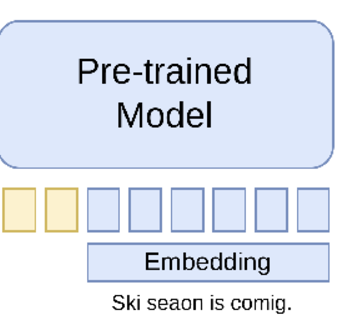 Pre-trained
Model
Embedding
Ski seaon is comig.